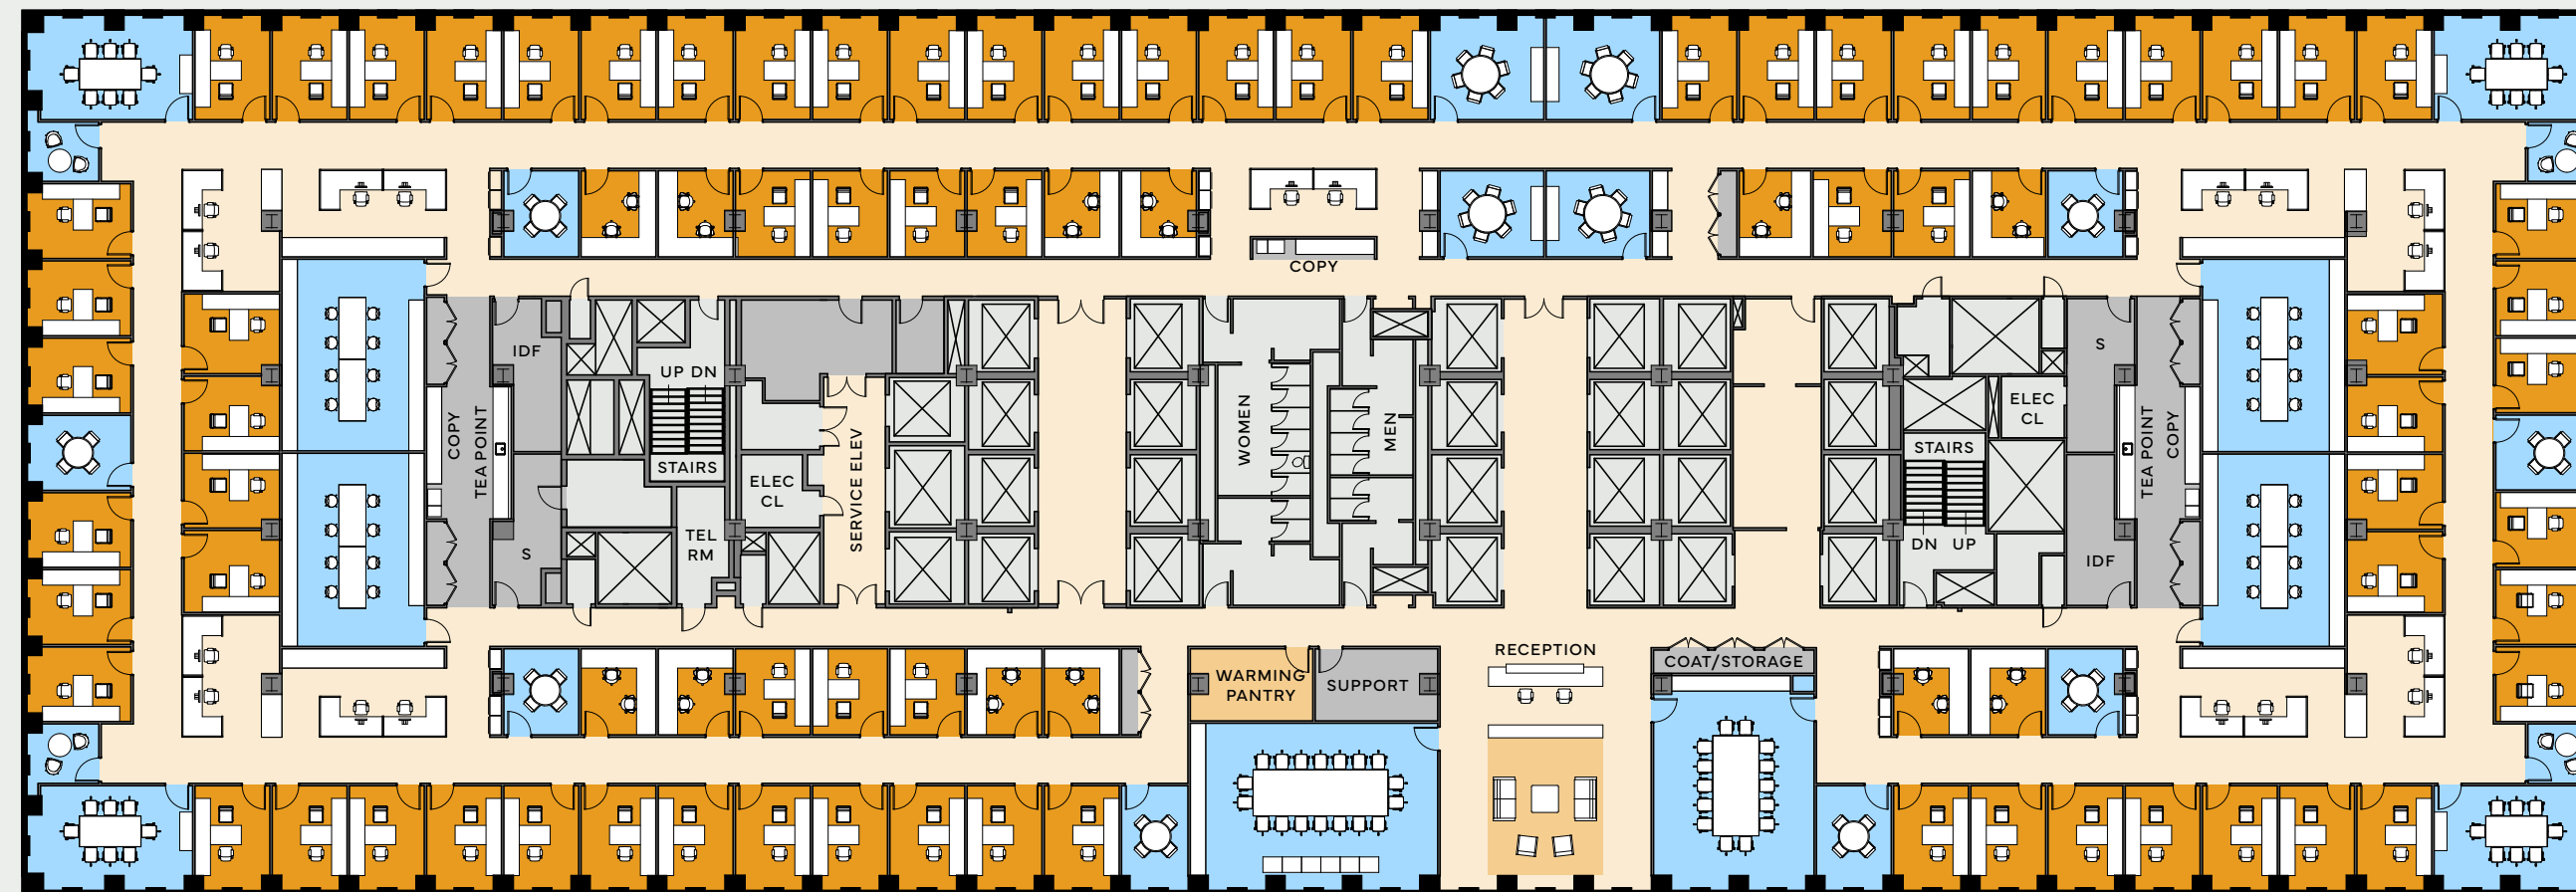 COPY
IDF
UP DN
S
ELEC
CL
COPY
TEA POINT
WOMEN
MEN
STAIRS
STAIRS
TEA POINT
COPY
ELEC
CL
SERVICE ELEV
TEL
RM
S
DN UP
IDF
RECEPTION
COAT/STORAGE
WARMING
PANTRY
SUPPORT